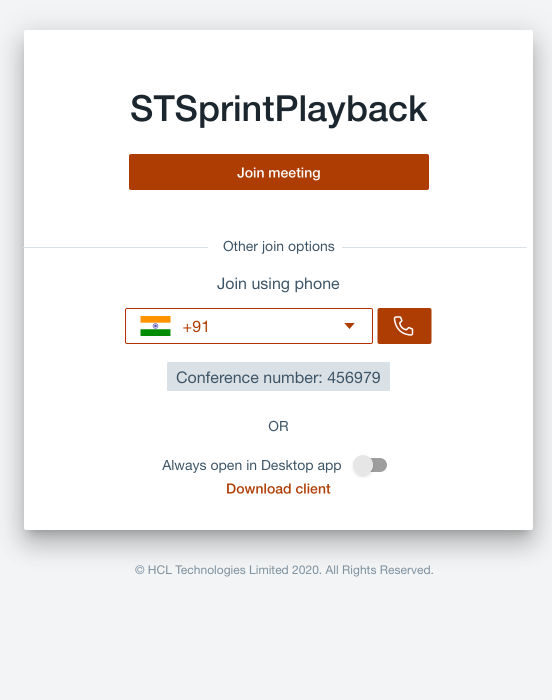 STSprintPlayback
Join meeting
Other join options
Join using phone
+91
Conference number: 456979
OR
Always open in Desktop app
Download client
© HCL Technologies Limited 2020. All Rights Reserved.